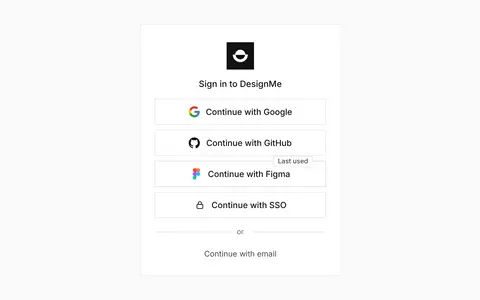 Sign in to DesignMe
Continue with Google
Continue with GitHub
Last used
Continue with Figma
Continue with SSO
or
Continue with email